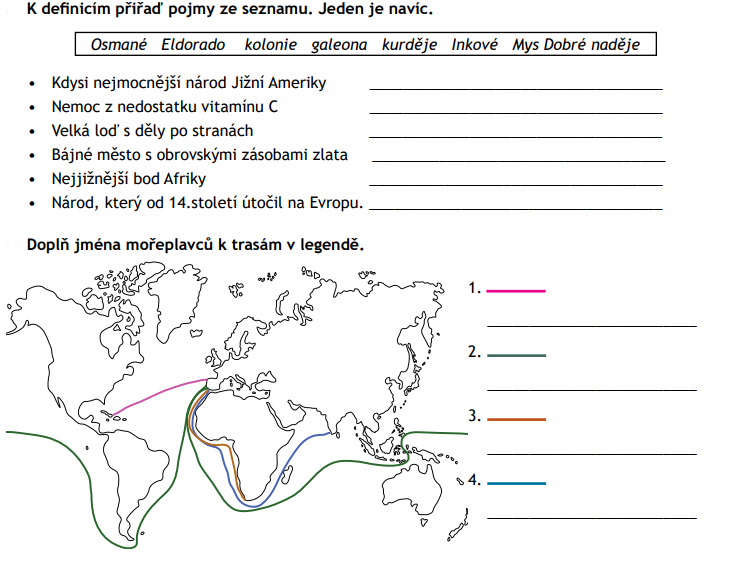 K definicím přiřaď pojmy ze seznamu. Jeden je navíc.
Osmané Eldorado kolonie galeona kurděje Inkové Mys Dobré naděje
• Kdysi nejmocnější národ Jižní Ameriky
• Nemoc z nedostatku vitamínu C
• Velká loď s děly po stranách
• Bájné město s obrovskými zásobami zlata
• Nejjižnější bod Afriky
• Národ, který od 14.století útočil na Evropu.
Doplň jména mořeplavců k trasám v legendě.
1.
2.
3.
4.